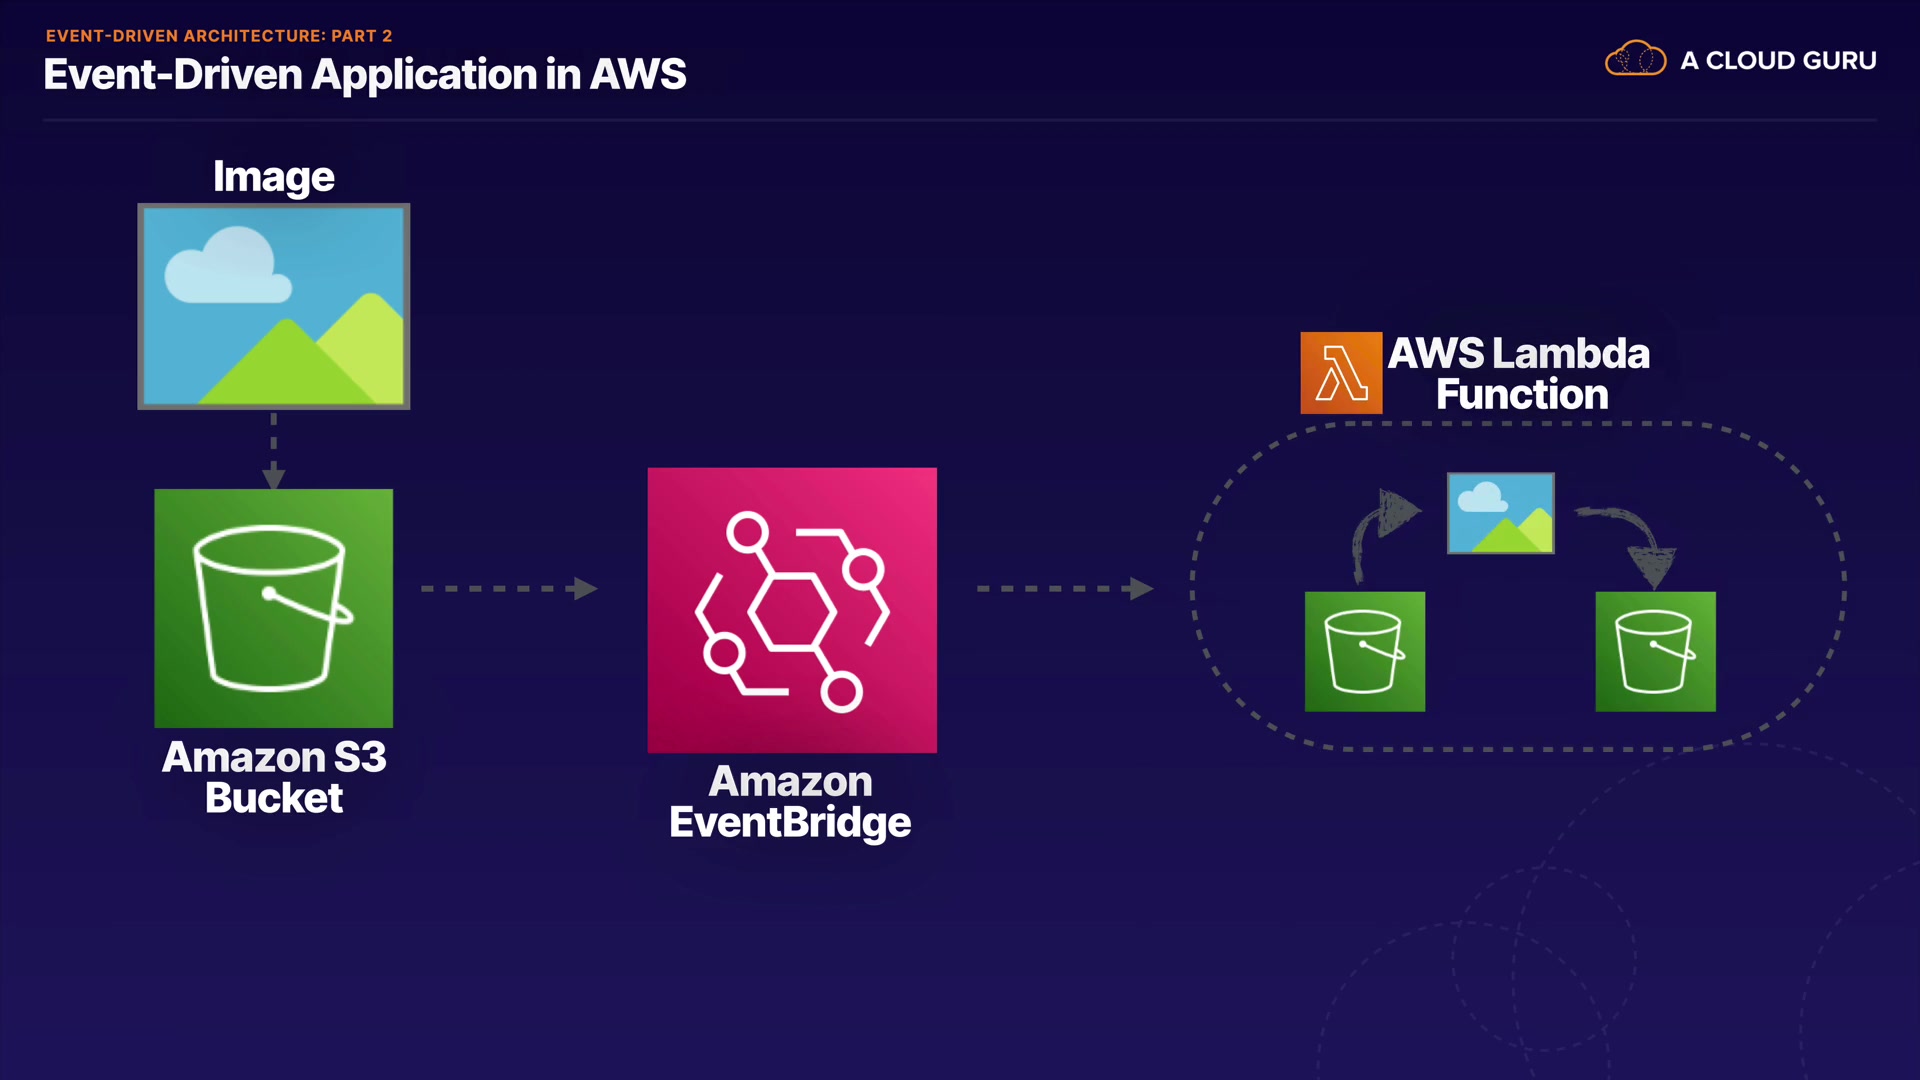 EVENT-DRIVEN ARCHITECTURE: PART 2
Event-Driven Application in AWS
A CLOUD GURU
Image
Amazon S3
Bucket
Amazon
EventBridge
AWS Lambda
Function